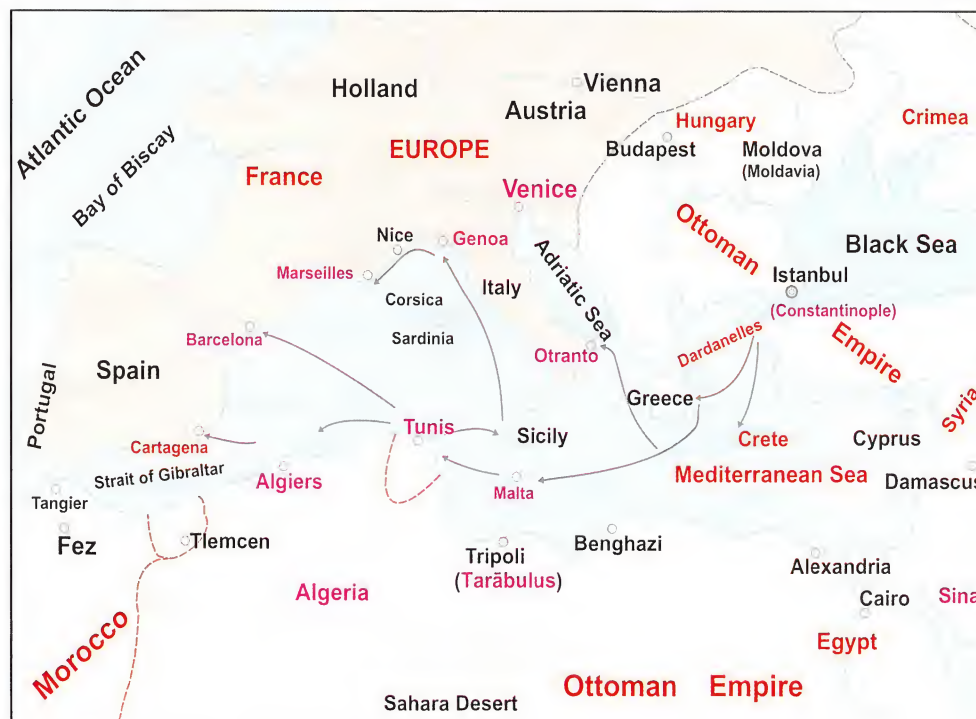 Atlantic Ocean
Bay of Biscay
Holland
Vienna
Austria
Hungary
Crimea
EUROPE
Budapest
Moldova
(Moldavia)
France
Venice
Ottoman
Black Sea
Nice
Genoa
Adriatic Sea
Istanbul
Marseilles
Italy
(Constantinople)
Corsica
Sardinia
Barcelona
Otranto
Dardanelles
Empire
Portugal
Spain
Greece
Syria
Tunis
Sicily
Crete
Cyprus
Cartagena
Strait of Gibraltar
Algiers
Malta
Mediterranean Sea
Damascus
Tangier
Fez
Tlemcen
Tripoli
(Tarābulus)
Benghazi
Alexandria
Algeria
Cairo
Sina
Morocco
Egypt
Sahara Desert
Ottoman Empire